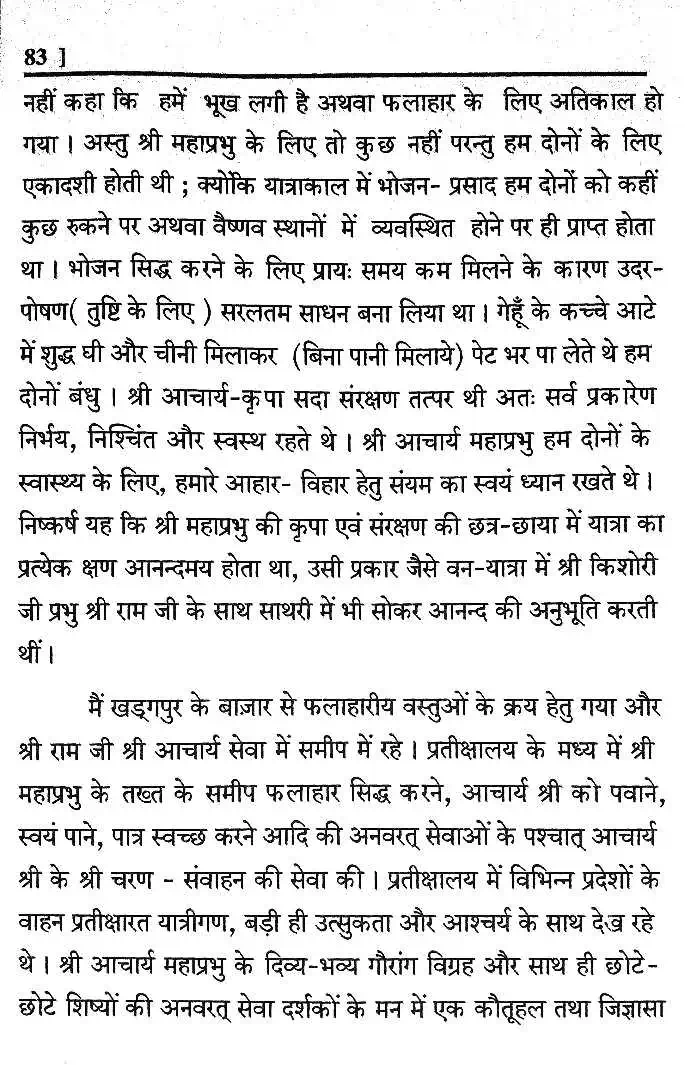 83 ]
नहीं कहा कि हमें भूख लगी है अथवा फलाहार के लिए अतिकाल हो
गया । अस्तु श्री महाप्रभु के लिए तो कुछ नहीं परन्तु हम दोनों के लिए
एकादशी होती थी ; क्योंकि यात्राकाल में भोजन- प्रसाद हम दोनों को कहीं
कुछ रुकने पर अथवा वैष्णव स्थानों में व्यवस्थित होने पर ही प्राप्त होता
था । भोजन सिद्ध करने के लिए प्रायः समय कम मिलने के कारण उदर-
पोषण( तुष्टि के लिए ) सरलतम साधन बना लिया था । गेहूँ के कच्चे आटे
में शुद्ध घी और चीनी मिलाकर (बिना पानी मिलाये) पेट भर पा लेते थे हम
दोनों बंधु । श्री आचार्य-कृपा सदा संरक्षण तत्पर थी अतः सर्व प्रकारेण
निर्भय, निश्चिंत और स्वस्थ रहते थे । श्री आचार्य महाप्रभु हम दोनों के
स्वास्थ्य के लिए, हमारे आहार- विहार हेतु संयम का स्वयं ध्यान रखते थे ।
निष्कर्ष यह कि श्री महाप्रभु की कृपा एवं संरक्षण की छत्र-छाया में यात्रा का
प्रत्येक क्षण आनन्दमय होता था, उसी प्रकार जैसे वन-यात्रा में श्री किशोरी
जी प्रभु श्री राम जी के साथ साथरी में भी सोकर आनन्द की अनुभूति करती
थीं ।
मैं खड्गपुर के बाज़ार से फलाहारीय वस्तुओं के क्रय हेतु गया और
श्री राम जी श्री आचार्य सेवा में समीप में रहे । प्रतीक्षालय के मध्य में श्री
महाप्रभु के तख्त के समीप फलाहार सिद्ध करने, आचार्य श्री को पवाने,
स्वयं पाने, पात्र स्वच्छ करने आदि की अनवरत् सेवाओं के पश्चात् आचार्य
श्री के श्री चरण - संवाहन की सेवा की । प्रतीक्षालय में विभिन्न प्रदेशों के
वाहन प्रतीक्षारत यात्रीगण, बड़ी ही उत्सुकता और आश्चर्य के साथ देख रहे
थे । श्री आचार्य महाप्रभु के दिव्य-भव्य गौरांग विग्रह और साथ ही छोटे-
छोटे शिष्यों की अनवरत् सेवा दर्शकों के मन में एक कौतूहल तथा जिज्ञासा